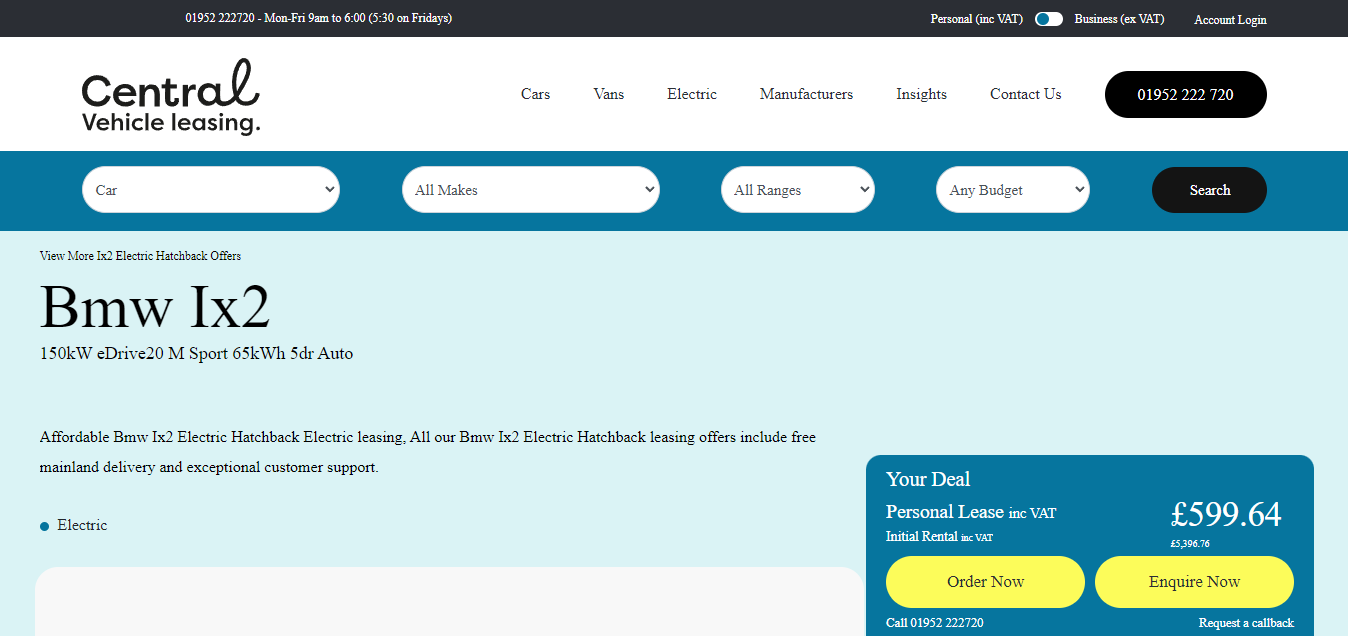 01952 222720 - Mon-Fri 9am to 6:00 (5:30 on Fridays)
Personal (inc VAT) Business (ex VAT) Account Login
Central
Vehicle leasing.
Cars Vans Electric Manufacturers Insights Contact Us 01952 222 720
Car All Makes All Ranges Any Budget Search
View More Ix2 Electric Hatchback Offers
Bmw Ix2
150kW eDrive20 M Sport 65kWh 5dr Auto
Affordable Bmw Ix2 Electric Hatchback Electric leasing, All our Bmw Ix2 Electric Hatchback leasing offers include free
mainland delivery and exceptional customer support.
Electric
Your Deal
Personal Lease inc VAT £599.64
Initial Rental inc VAT £5,396.76
Order Now Enquire Now
Call 01952 222720 Request a callback